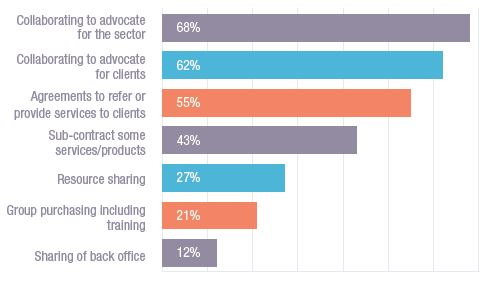 Collaborating to advocate
for the sector
68%
Collaborating to advocate
for clients
62%
Agreements to refer or
provide services to clients
55%
Sub-contract some
services/products
43%
Resource sharing
27%
Group purchasing including
training
21%
Sharing of back office
12%